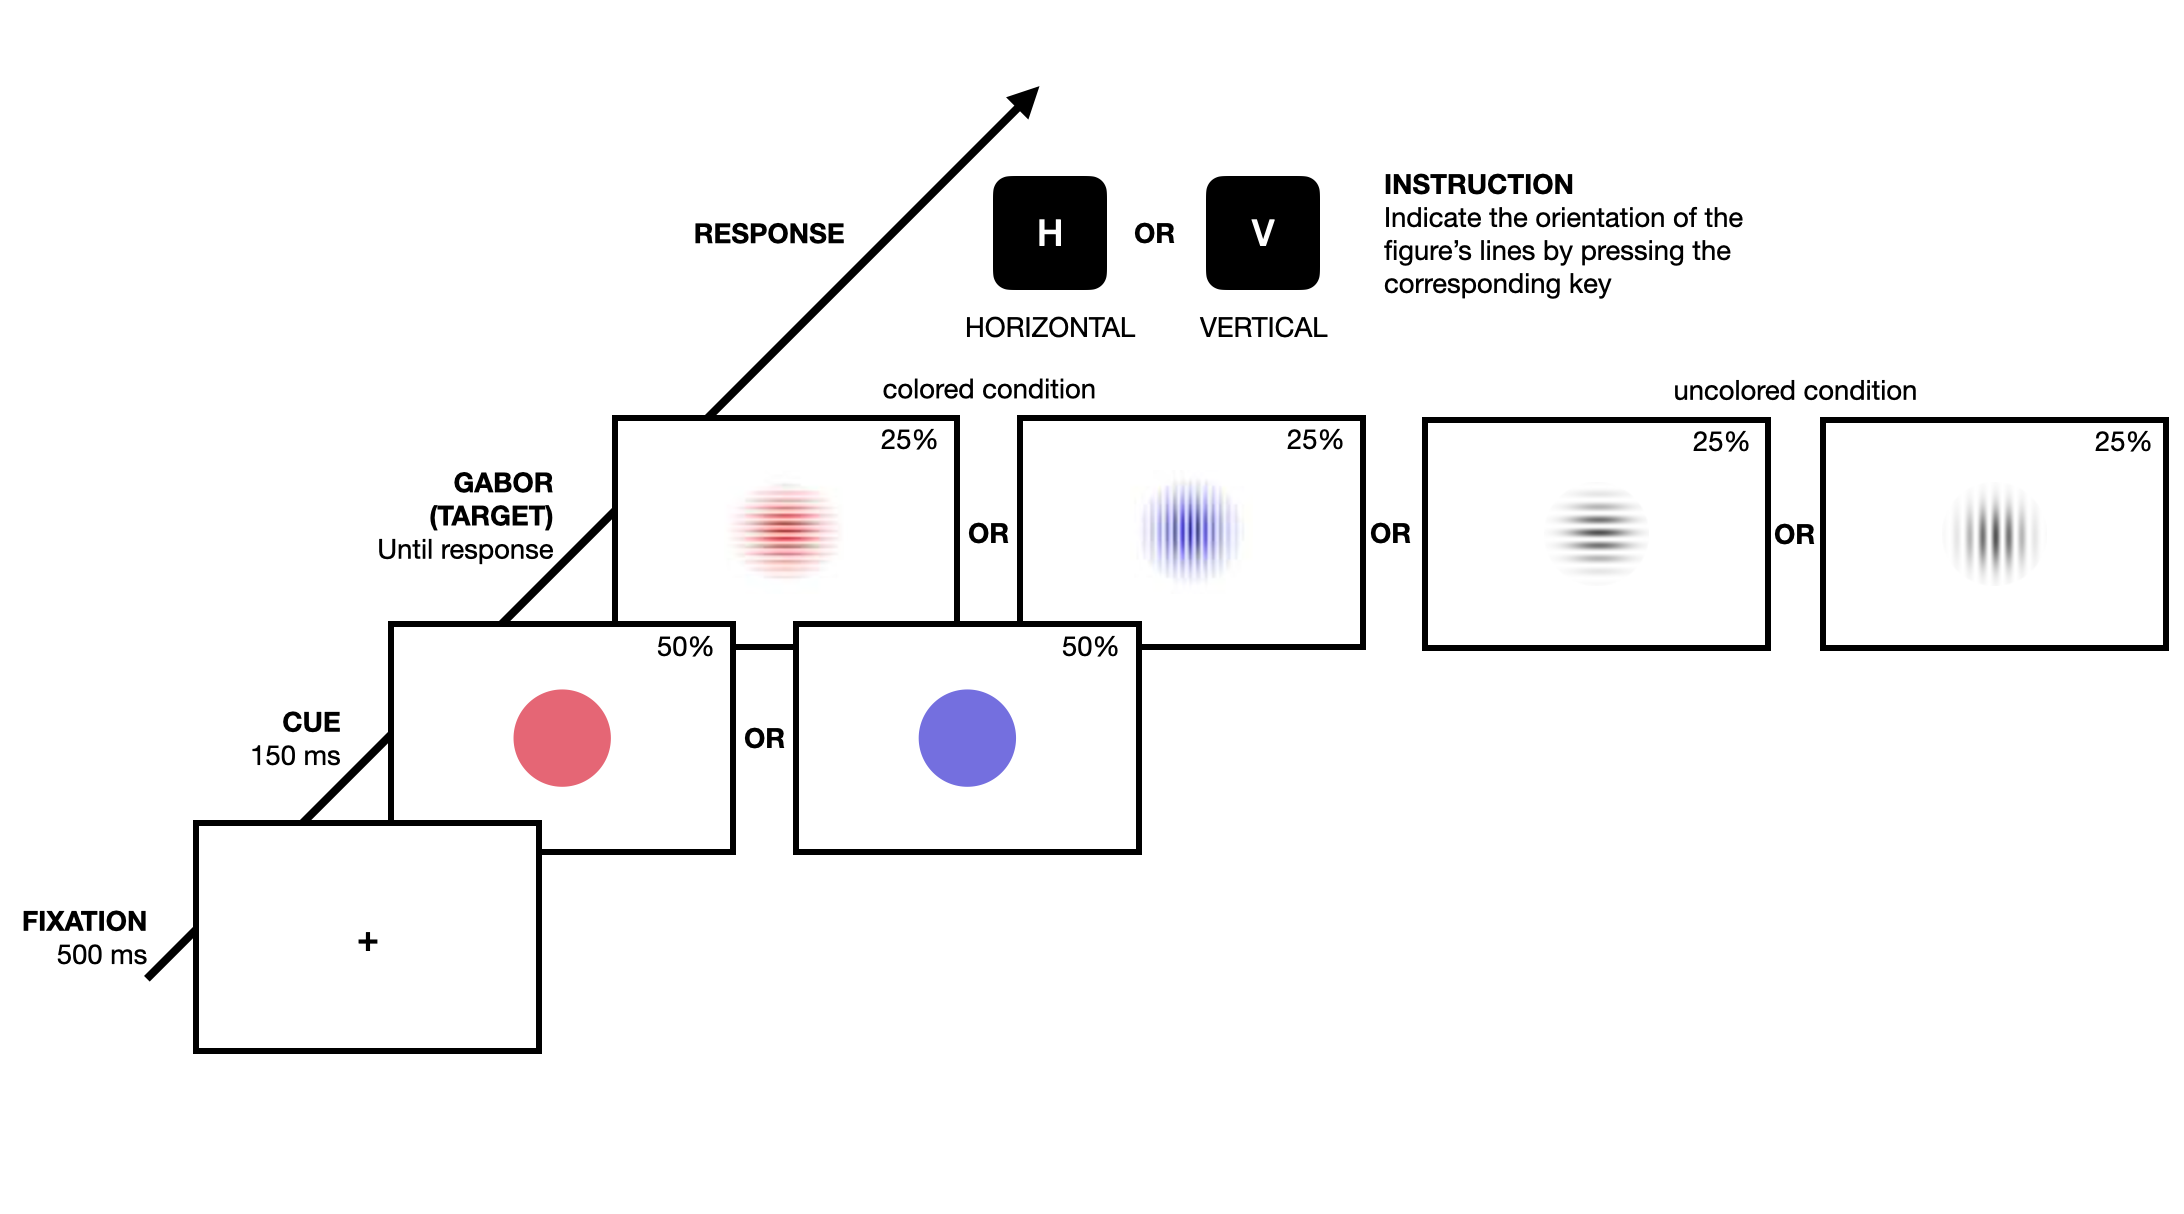 H
OR
V
RESPONSE
HORIZONTAL
VERTICAL
INSTRUCTION
Indicate the orientation of the
figure’s lines by pressing the
corresponding key
colored condition
uncolored condition
GABOR
(TARGET)
Until response
25%
OR
25%
OR
25%
OR
25%
CUE
150 ms
50%
OR
50%
FIXATION
500 ms
+